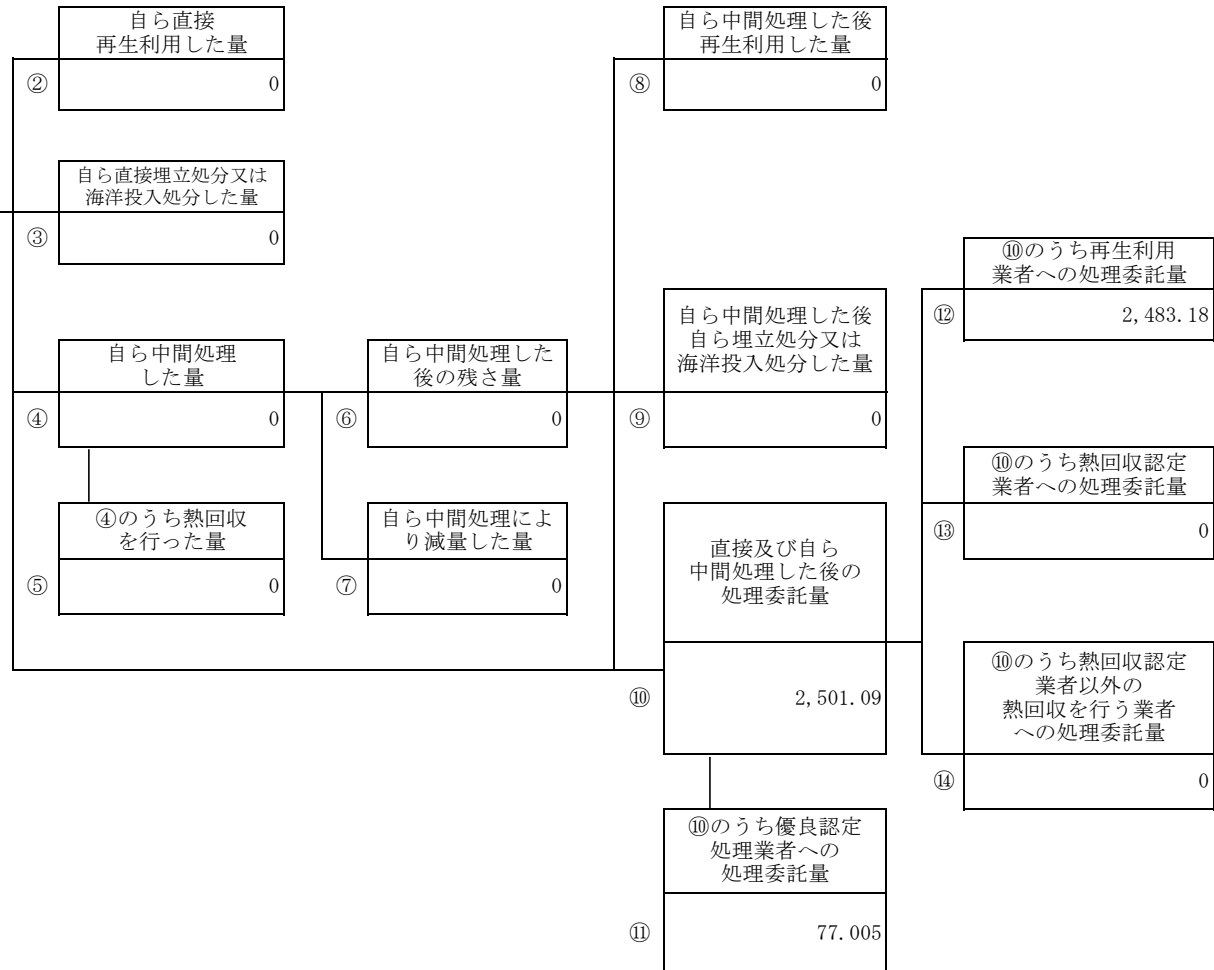 自ら直接
再生利用した量
② 0
自ら直接埋立処分又は
海洋投入処分した量
③ 0
自ら中間処理
した量
④ 0
④のうち熱回収
を行った量
⑤ 0
自ら中間処理した
後の残さ量
⑥ 0
自ら中間処理によ
り減量した量
⑦ 0
自ら中間処理した後
再生利用した量
⑧ 0
自ら中間処理した後
自ら埋立処分又は
海洋投入処分した量
⑨ 0
直接及び自ら
中間処理した後の
処理委託量
⑩ 2,501.09
⑩のうち優良認定
処理業者への
処理委託量
⑪ 77.005
⑩のうち再生利用
業者への処理委託量
⑫ 2,483.18
⑩のうち熱回収認定
業者への処理委託量
⑬ 0
⑩のうち熱回収認定
業者以外の
熱回収を行う業者
への処理委託量
⑭ 0